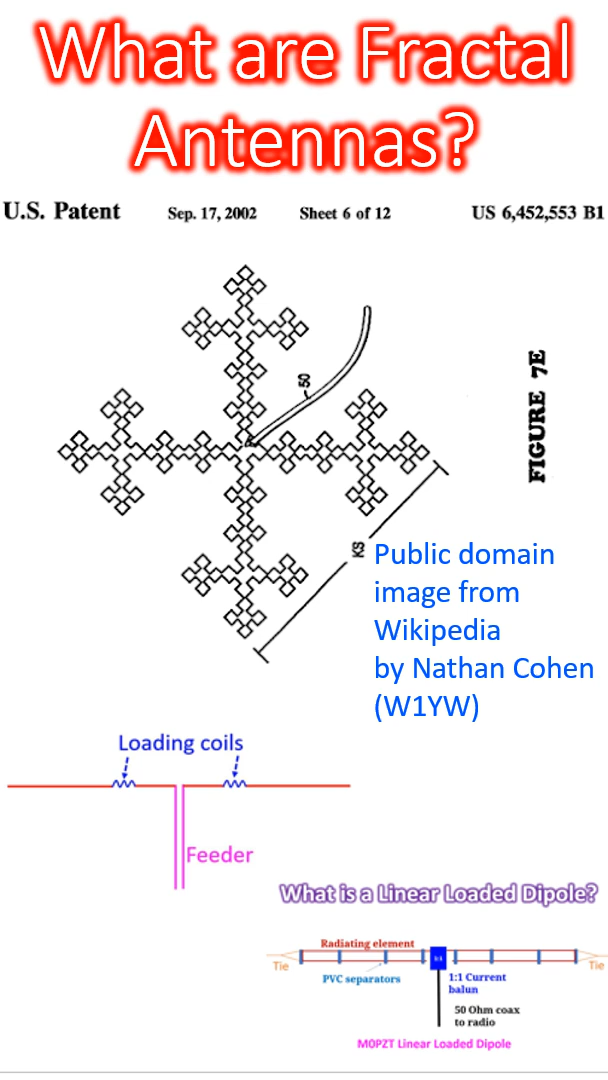 What are Fractal
Antennas?
U.S. Patent Sep. 17, 2002 Sheet 6 of 12 US 6,452,553 B1
50
FIGURE 7E
KS
Public domain
image from
Wikipedia
by Nathan Cohen
(W1YW)
Loading coils
Feeder
What is a Linear Loaded Dipole?
Radiating element
Tie
Tie
PVC separators
1:1
1:1 Current
balun
50 Ohm coax
to radio
M0PZT Linear Loaded Dipole